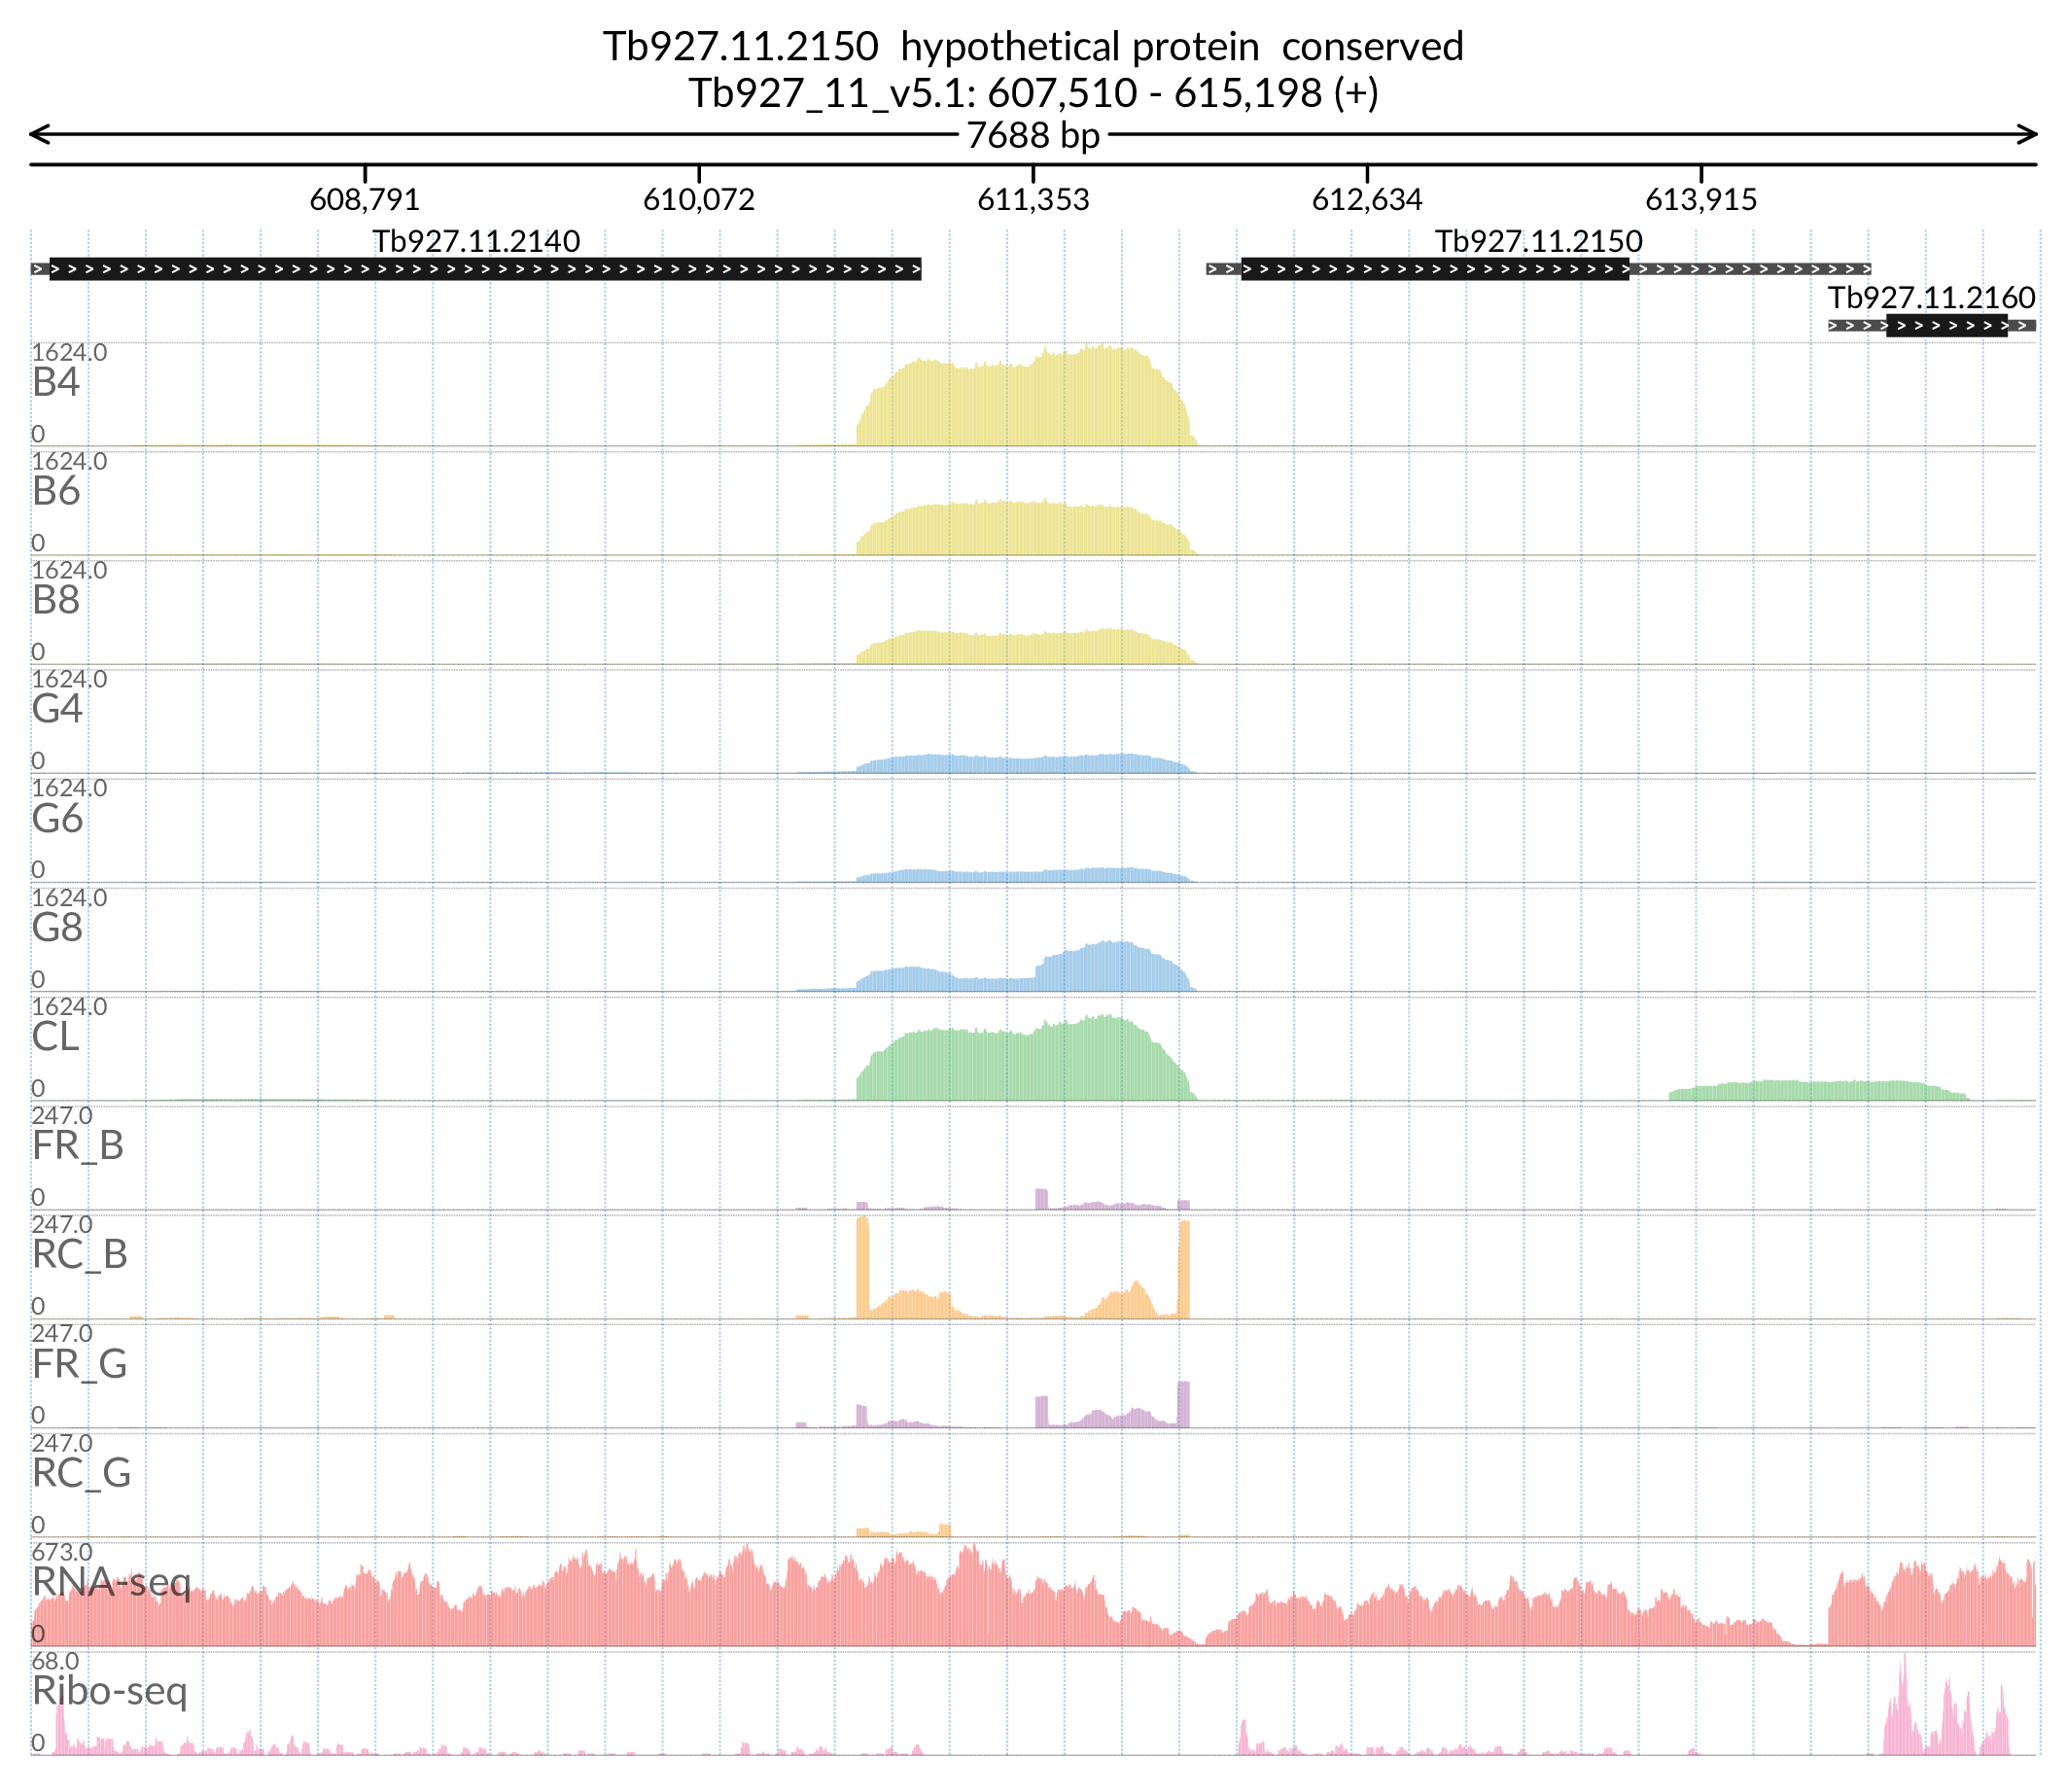 Tb927.11.2150 hypothetical protein conserved
Tb927_11_v5.1: 607,510 - 615,198 (+)
7688 bp
608,791 610,072 611,353 612,634 613,915
Tb927.11.2140 Tb927.11.2150
Tb927.11.2160
1624.0
B4
0
1624.0
B6
0
1624.0
B8
0
1624.0
G4
0
1624.0
G6
0
1624.0
G8
0
1624.0
CL
0
247.0
FR_B
0
247.0
RC_B
0
247.0
FR_G
0
247.0
RC_G
0
673.0
RNA-seq
0
68.0
Ribo-seq
0